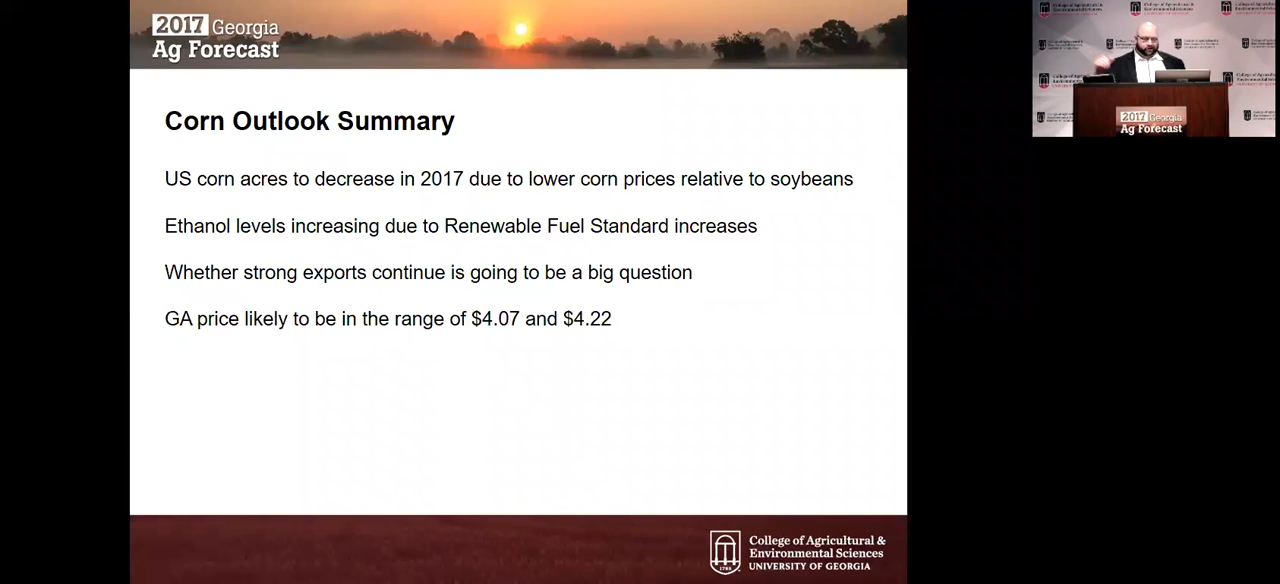 2017 Georgia
Ag Forecast
Corn Outlook Summary
US corn acres to decrease in 2017 due to lower corn prices relative to soybeans
Ethanol levels increasing due to Renewable Fuel Standard increases
Whether strong exports continue is going to be a big question
GA price likely to be in the range of $4.07 and $4.22
College of Agricultural &
Environmental Sciences
UNIVERSITY OF GEORGIA
1785
2017 Georgia
Ag Forecast